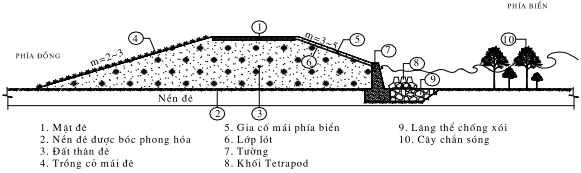 PHÍA BIỂN
1
m=3~5
5
10
4
m=2~3
PHÍA ĐỒNG
6
7
8
9
Nền đê
2
3
1. Mặt đê
2. Nền đê được bóc phong hóa
3. Đất thân đê
4. Trồng cỏ mái đê
5. Gia cố mái phía biển
6. Lớp lót
7. Tường
8. Khối Tetrapod
9. Lăng thể chống xói
10. Cây chắn sóng